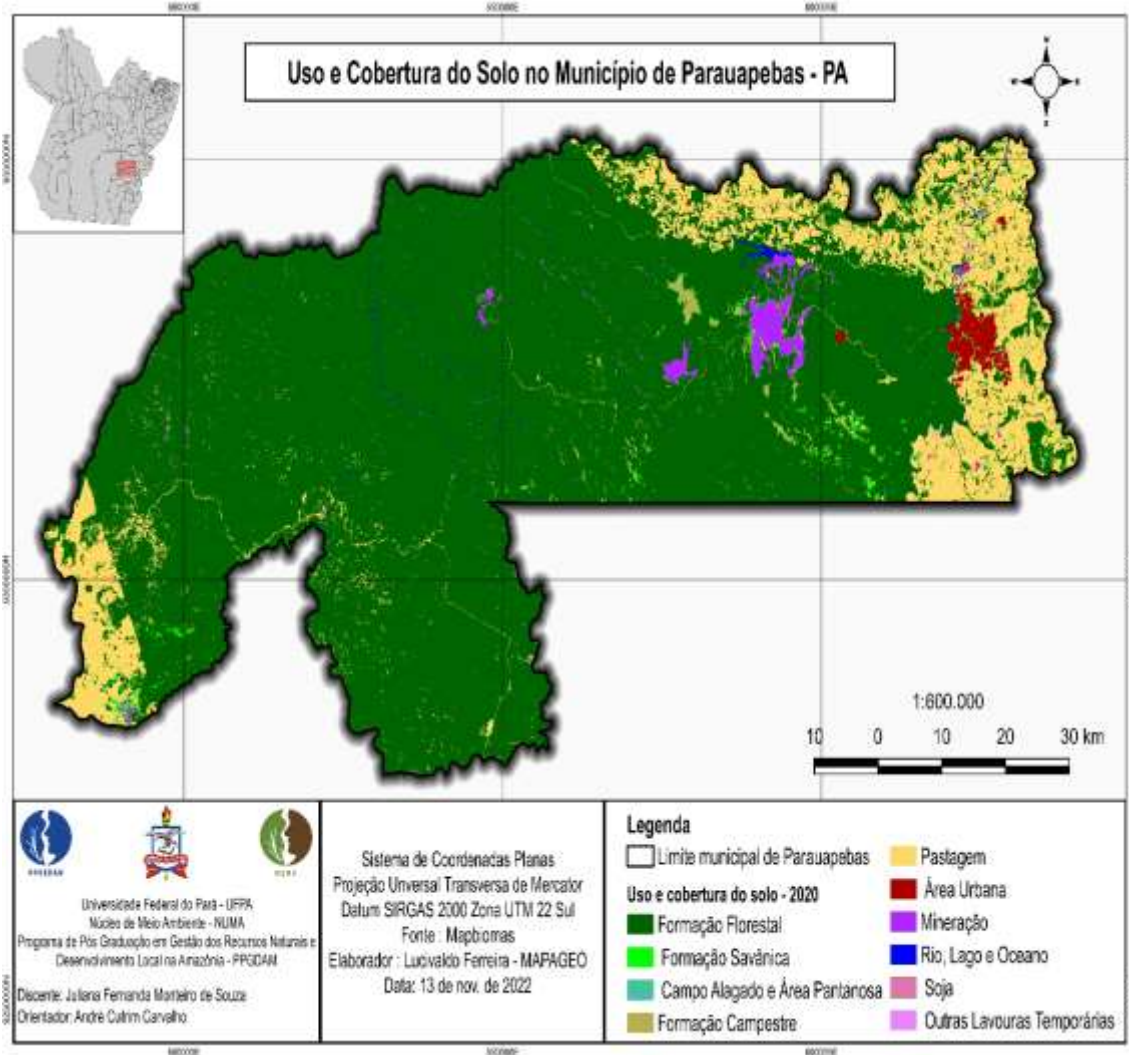 Uso e Cobertura do Solo no Município de Parauapebas - PA
1:600.000
10 0 10 20 30 km
Universidade Federal do Pará - UFPA
Núcleo de Meio Ambiente - NUMA
Programa de Pós Graduação em Gestão dos Recursos Naturais e
Desenvolvimento Local na Amazônia - PPGDAM
Discente: Juliana Fernanda Monteiro de Souza
Orientador: André Cutrim Carvalho
Sistema de Coordenadas Planas
Projeção Unversal Transversa de Mercator
Datum SIRGAS 2000 Zona UTM 22 Sul
Fonte : Mapbiomas
Elaborador : Lucivaldo Ferreira - MAPAGEO
Data: 13 de nov. de 2022
Legenda
Limite municipal de Parauapebas
Uso e cobertura do solo - 2020
Formação Florestal
Formação Savânica
Campo Alagado e Área Pantanosa
Formação Campestre
Pastagem
Área Urbana
Mineração
Rio, Lago e Oceano
Soja
Outras Lavouras Temporárias